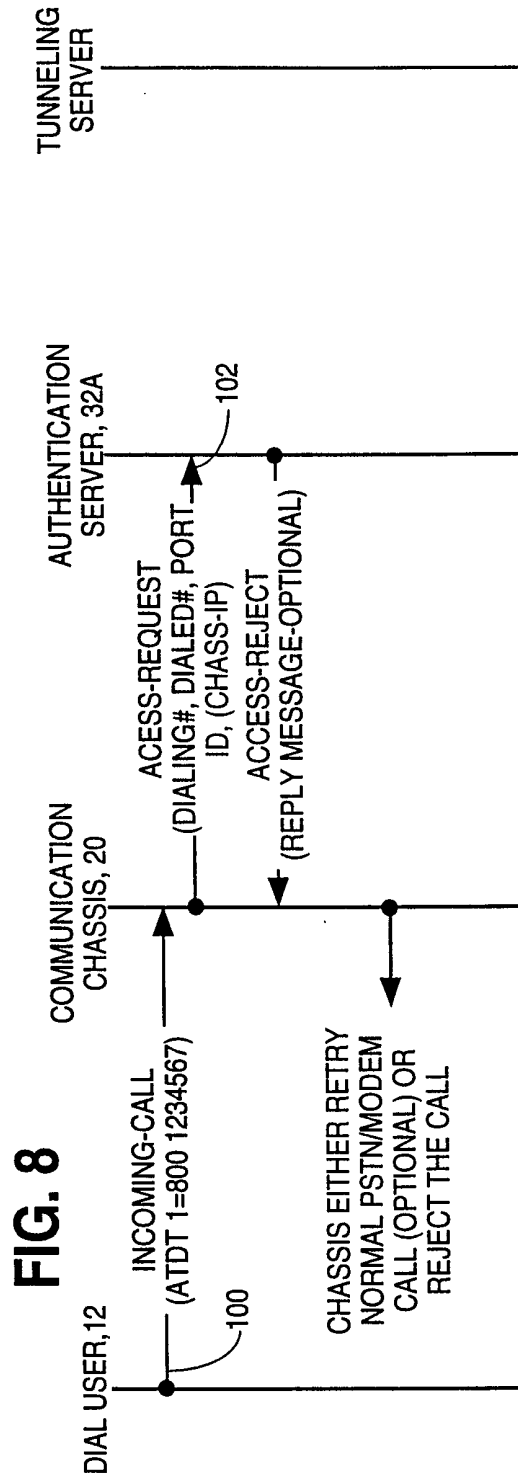 FIG. 8
DIAL USER,12
COMMUNICATION
CHASSIS, 20
AUTHENTICATION
SERVER, 32A
TUNNELING
SERVER
INCOMING-CALL
(ATDT 1=800 1234567)
100
ACESS-REQUEST
(DIALING#, DIALED#, PORT
ID, (CHASS-IP)
102
ACCESS-REJECT
(REPLY MESSAGE-OPTIONAL)
CHASSIS EITHER RETRY
NORMAL PSTN/MODEM
CALL (OPTIONAL) OR
REJECT THE CALL